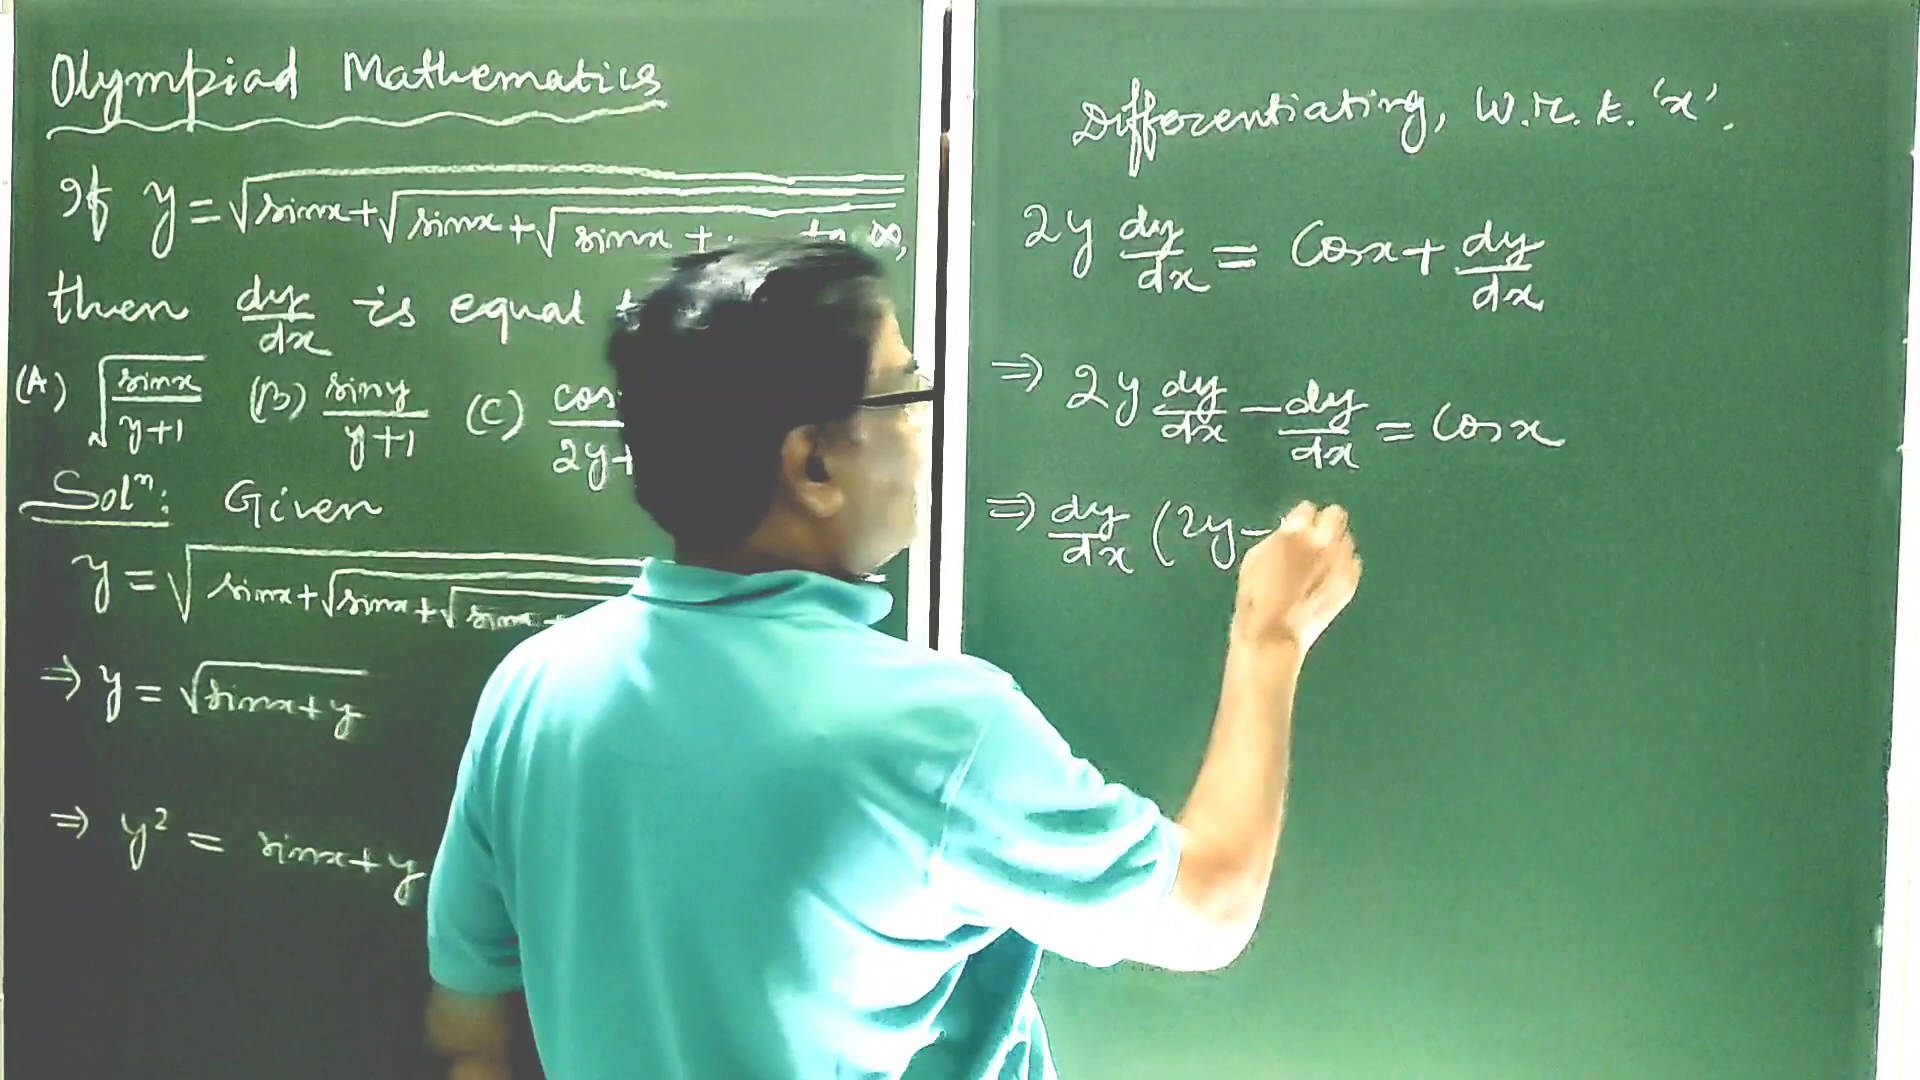 Olympiad Mathematics
If y = √(sinx + √(sinx + √(sinx + ... to ∞,
then dy/dx is equal
(A) √(sinx/(y+1)) (B) siny/(y+1) (C) cos / 2y+
Solⁿ: Given
y = √(sinx + √(sinx + √(sinx +
⇒ y = √(sinx + y)
⇒ y² = sinx + y
Differentiating, w.r.t. 'x'.
2y dy/dx = Cosx + dy/dx
⇒ 2y dy/dx − dy/dx = Cosx
⇒ dy/dx (2y −